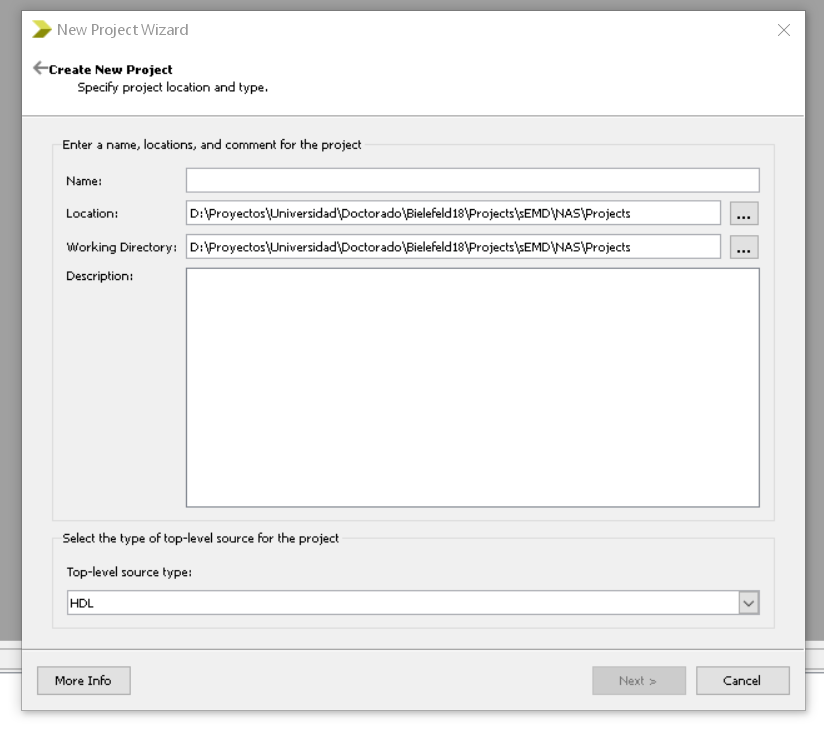 New Project Wizard
Create New Project
Specify project location and type.
Enter a name, locations, and comment for the project
Name:
Location: D:\Proyectos\Universidad\Doctorado\Bielefeld18\Projects\sEMD\NAS\Projects ...
Working Directory: D:\Proyectos\Universidad\Doctorado\Bielefeld18\Projects\sEMD\NAS\Projects ...
Description:
Select the type of top-level source for the project
Top-level source type:
HDL
More Info Next > Cancel